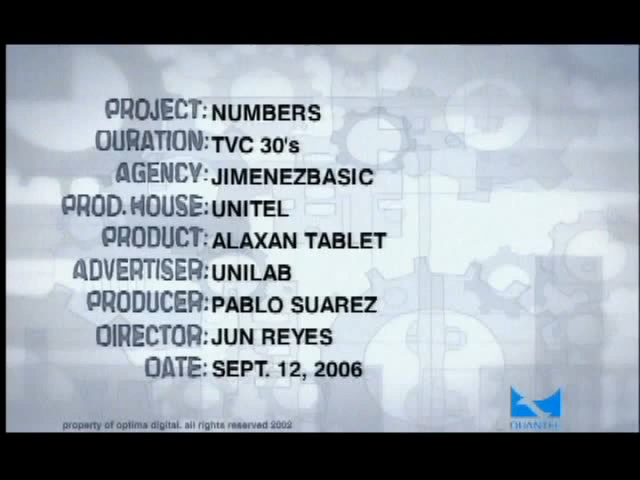 PROJECT: NUMBERS
DURATION: TVC 30's
AGENCY: JIMENEZBASIC
PROD. HOUSE: UNITEL
PRODUCT: ALAXAN TABLET
ADVERTISER: UNILAB
PRODUCER: PABLO SUAREZ
DIRECTOR: JUN REYES
DATE: SEPT. 12, 2006
property of optima digital. all rights reserved 2002
QUANTEL